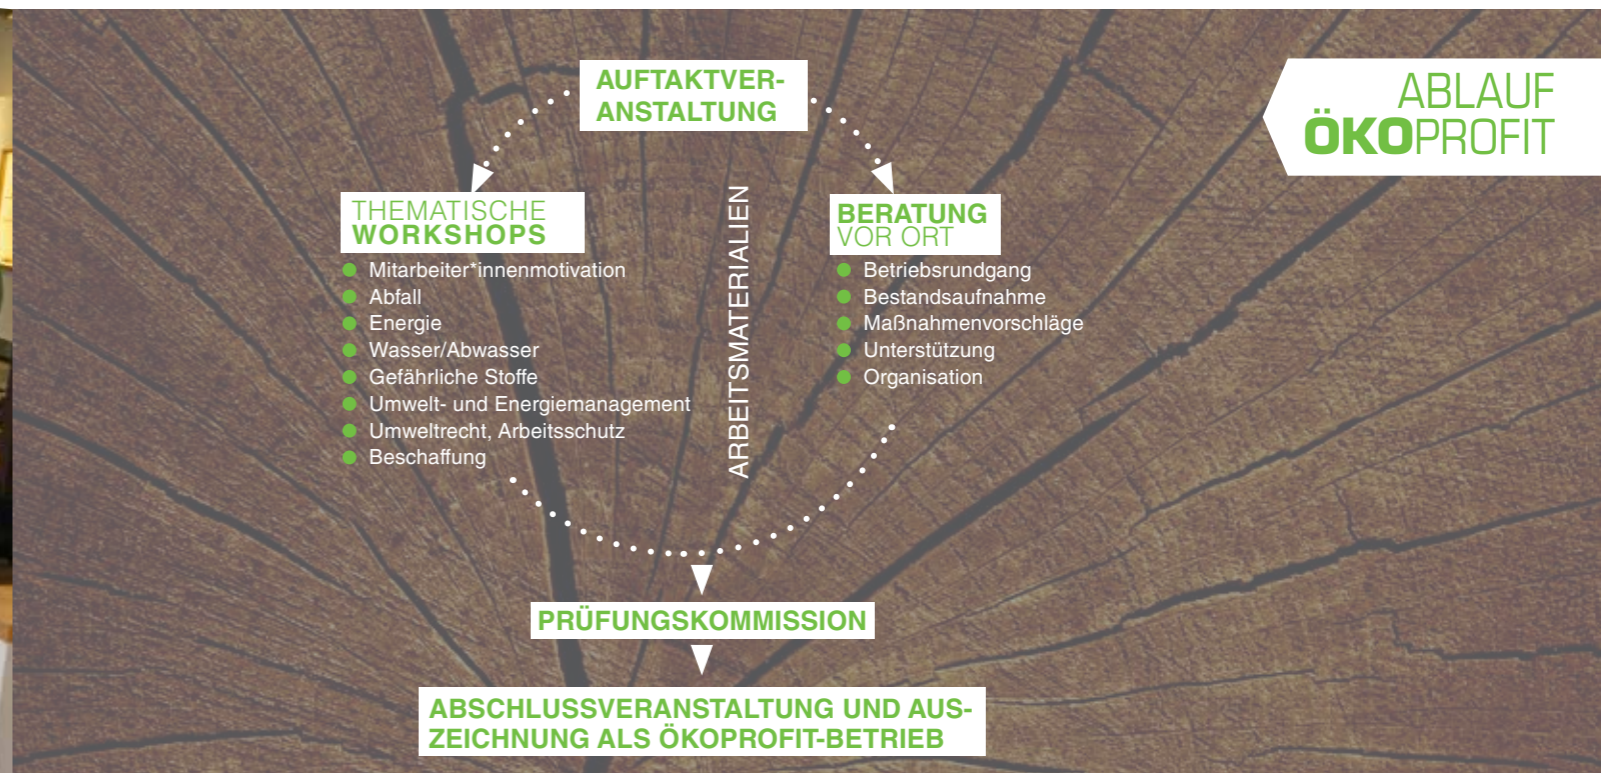 ABLAUF
ÖKOPROFIT
AUFTAKTVER-
ANSTALTUNG
THEMATISCHE
WORKSHOPS
Mitarbeiter*innenmotivation
Abfall
Energie
Wasser/Abwasser
Gefährliche Stoffe
Umwelt- und Energiemanagement
Umweltrecht, Arbeitsschutz
Beschaffung
ARBEITSMATERIALIEN
BERATUNG
VOR ORT
Betriebsrundgang
Bestandsaufnahme
Maßnahmenvorschläge
Unterstützung
Organisation
PRÜFUNGSKOMMISSION
ABSCHLUSSVERANSTALTUNG UND AUS-
ZEICHNUNG ALS ÖKOPROFIT-BETRIEB